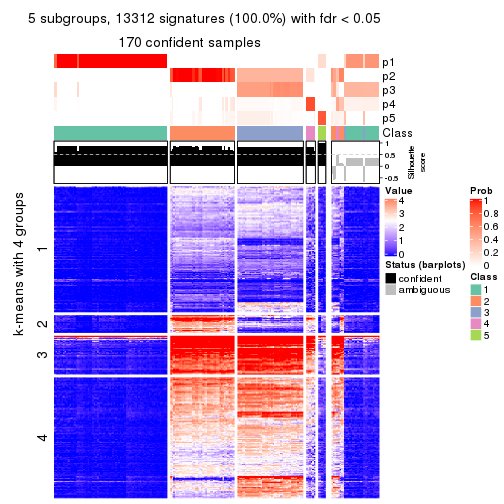 5 subgroups, 13312 signatures (100.0%) with fdr < 0.05
170 confident samples
p1
p2
p3
p4
p5
Class
1
0.5
0
-0.5
Silhouette
score
k-means with 4 groups
1
2
3
4
Value
4
3
2
1
0
Status (barplots)
confident
ambiguous
Prob
1
0.8
0.6
0.4
0.2
0
Class
1
2
3
4
5